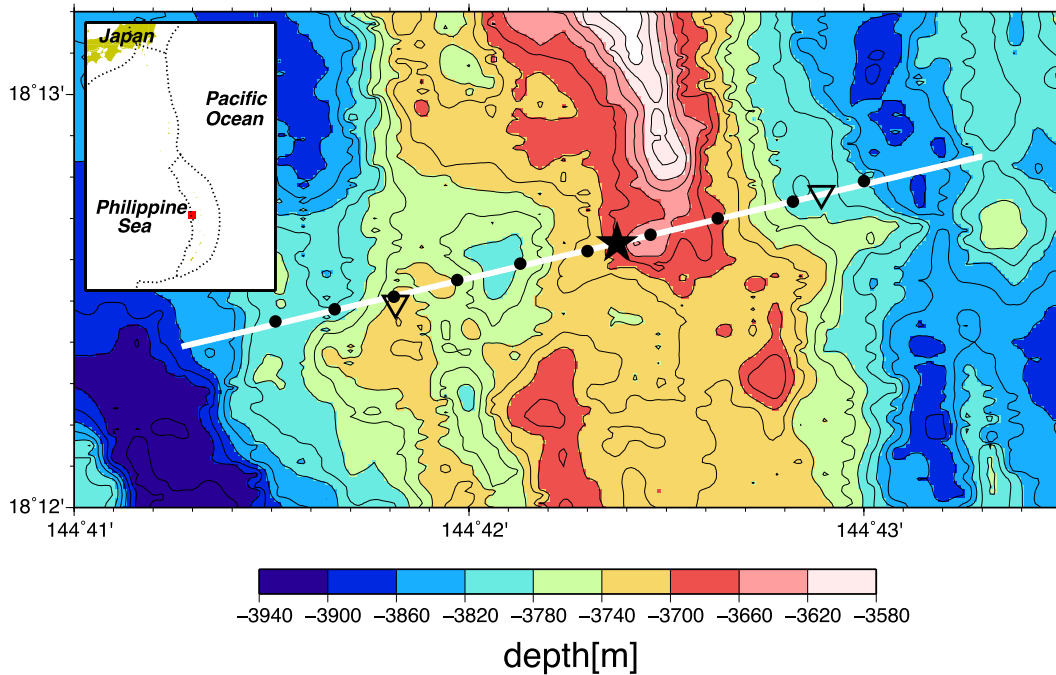 Japan
Pacific
Ocean
Philippine
Sea
18°13'
18°12'
144°41' 144°42' 144°43'
−3940 −3900 −3860 −3820 −3780 −3740 −3700 −3660 −3620 −3580
depth[m]